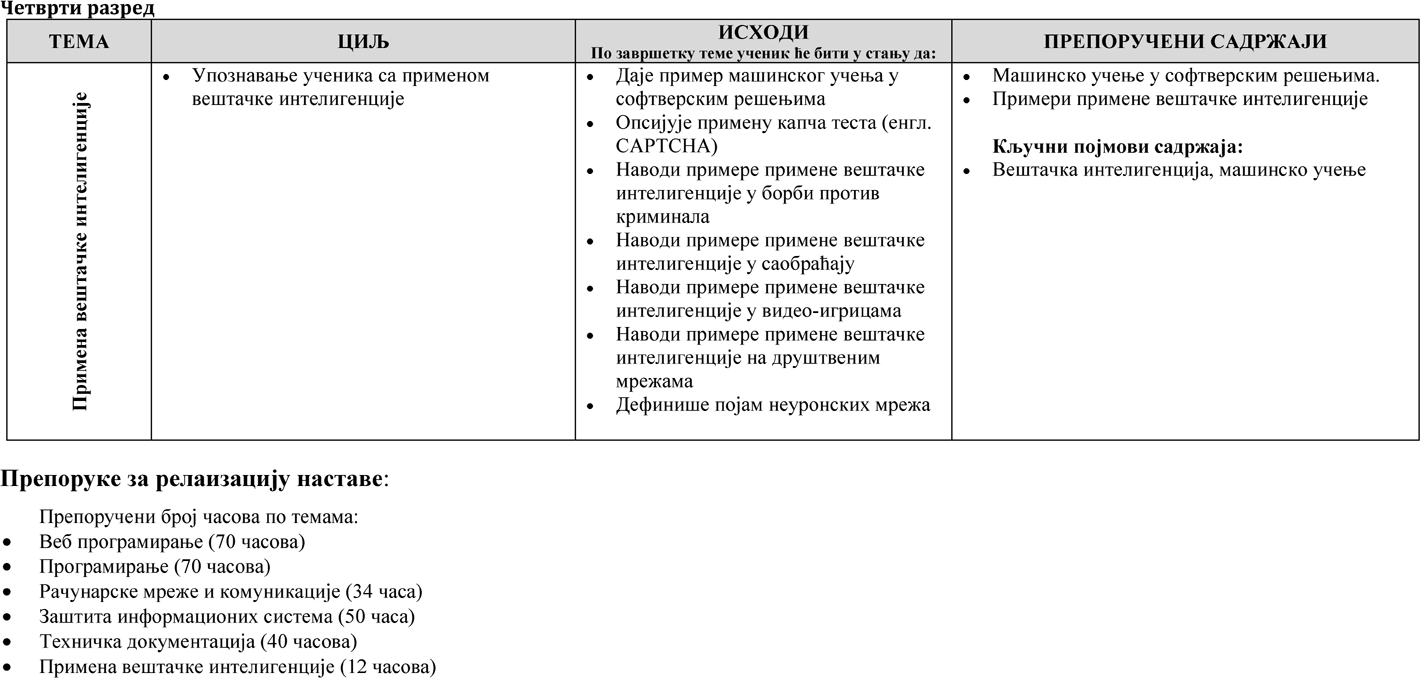 Четврти разред
ТЕМА
ЦИЉ
ИСХОДИ
По завршетку теме ученик ће бити у стању да:
ПРЕПОРУЧЕНИ САДРЖАЈИ
Примена вештачке интелигенције
• Упознавање ученика са применом
вештачке интелигенције
• Даје пример машинског учења у
софтверским решењима
• Опсијује примену капча теста (енгл.
CAPTCHA)
• Наводи примере примене вештачке
интелигенције у борби против
криминала
• Наводи примере примене вештачке
интелигенције у саобраћају
• Наводи примере примене вештачке
интелигенције у видео-игрицама
• Наводи примере примене вештачке
интелигенције на друштвеним
мрежама
• Дефинише појам неуронских мрежа
• Машинско учење у софтверским решењима.
• Примери примене вештачке интелигенције
Кључни појмови садржаја:
• Вештачка интелигенција, машинско учење
Препоруке за релаизацију наставе:
Препоручени број часова по темама:
• Веб програмирање (70 часова)
• Програмирање (70 часова)
• Рачунарске мреже и комуникације (34 часа)
• Заштита информационих система (50 часа)
• Техничка документација (40 часова)
• Примена вештачке интелигенције (12 часова)